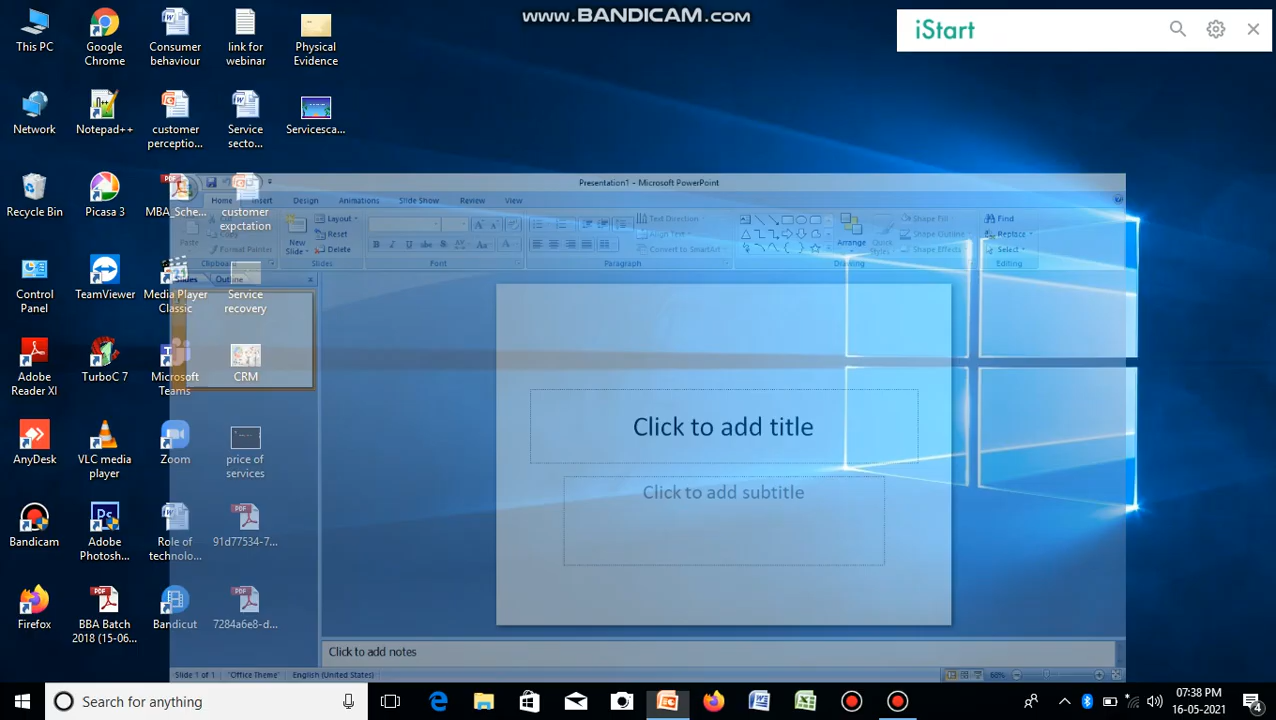 www.BANDICAM.com
iStart
This PC
Google
Chrome
Consumer
behaviour
link for
webinar
Physical
Evidence
Network
Notepad++
customer
perceptio...
Service
secto...
Servicesca...
Recycle Bin
Picasa 3
MBA_Sche...
customer
expctation
Control
Panel
TeamViewer
Media Player
Classic
Service
recovery
Adobe
Reader XI
TurboC 7
Microsoft
Teams
CRM
AnyDesk
VLC media
player
Zoom
price of
services
Bandicam
Adobe
Photosh...
Role of
technolo...
91d77534-7...
Firefox
BBA Batch
2018 (15-06...
Bandicut
7284a6e8-d...
Presentation1 - Microsoft PowerPoint
Home Insert Design Animations Slide Show Review View
Paste
Format Painter
New
Slide
Layout
Reset
Delete
Text Direction
Align Text
Convert to SmartArt
Arrange
Quick
Styles
Shape Fill
Shape Outline
Shape Effects
Find
Replace
Select
Slides Font Paragraph Drawing Editing
Slides Outline
Click to add title
Click to add subtitle
Click to add notes
Slide 1 of 1 "Office Theme" English (United States) 68%
Search for anything
07:38 PM
16-05-2021
4